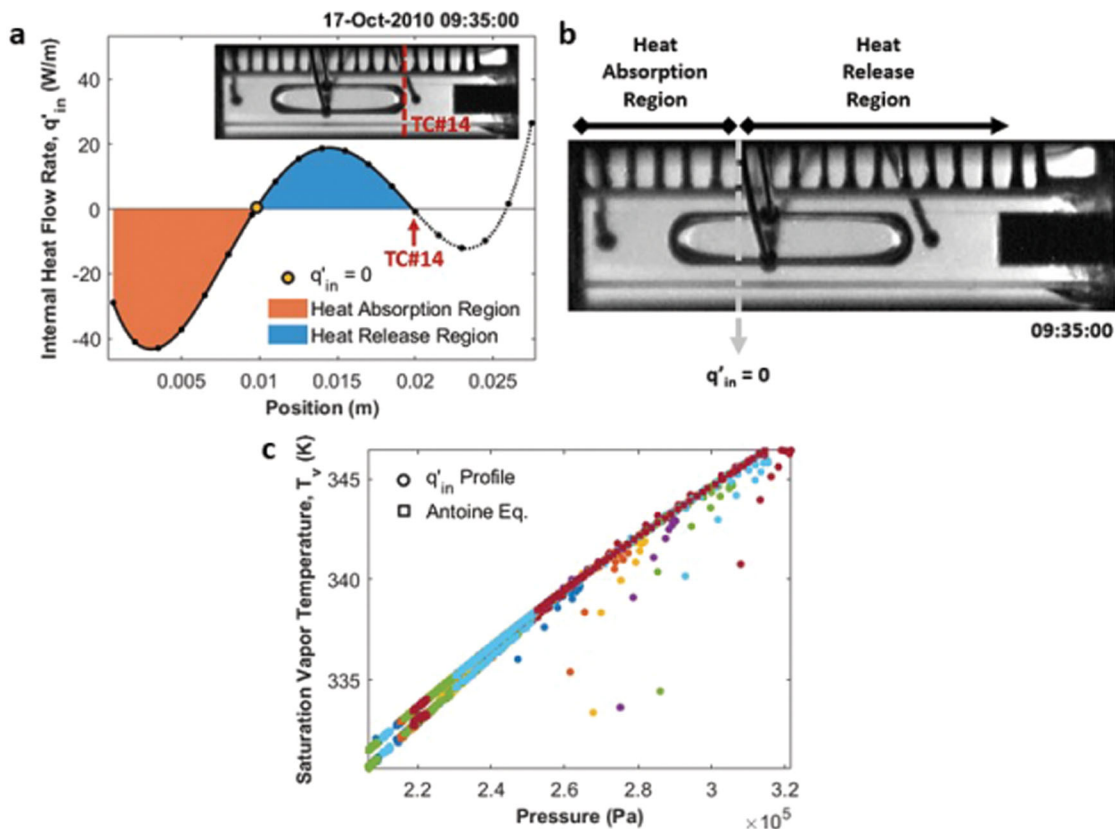 a
17-Oct-2010 09:35:00
Internal Heat Flow Rate, q'in (W/m)
40
20
0
-20
-40
TC#14
TC#14
q'in = 0
Heat Absorption Region
Heat Release Region
0.005
0.01
0.015
0.02
0.025
Position (m)
b
Heat
Absorption
Region
Heat
Release
Region
09:35:00
q'in = 0
c
Saturation Vapor Temperature, Tv (K)
345
340
335
q'in Profile
Antoine Eq.
2.2
2.4
2.6
2.8
3
3.2
×10⁵
Pressure (Pa)